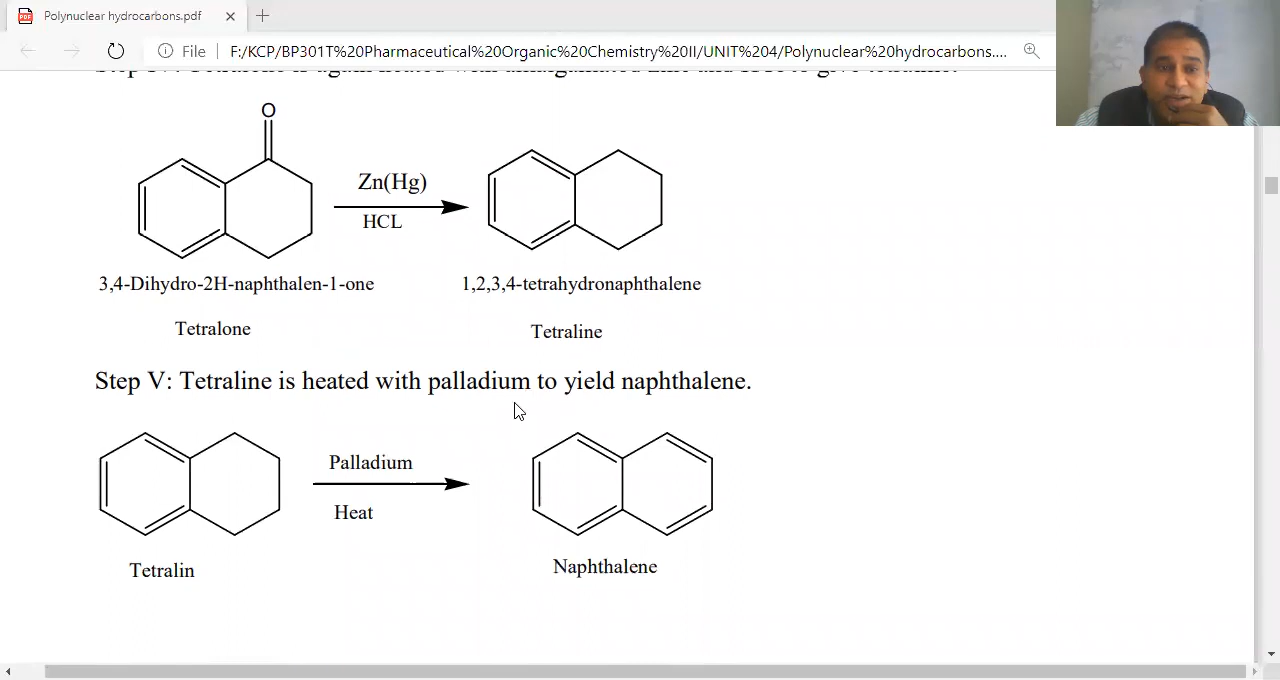 Polynuclear hydrocarbons.pdf
File F:/KCP/BP301T%20Pharmaceutical%20Organic%20Chemistry%20II/UNIT%204/Polynuclear%20hydrocarbons....
O
Zn(Hg)
HCL
3,4-Dihydro-2H-naphthalen-1-one 1,2,3,4-tetrahydronaphthalene
Tetralone Tetraline
Step V: Tetraline is heated with palladium to yield naphthalene.
Palladium
Heat
Tetralin Naphthalene